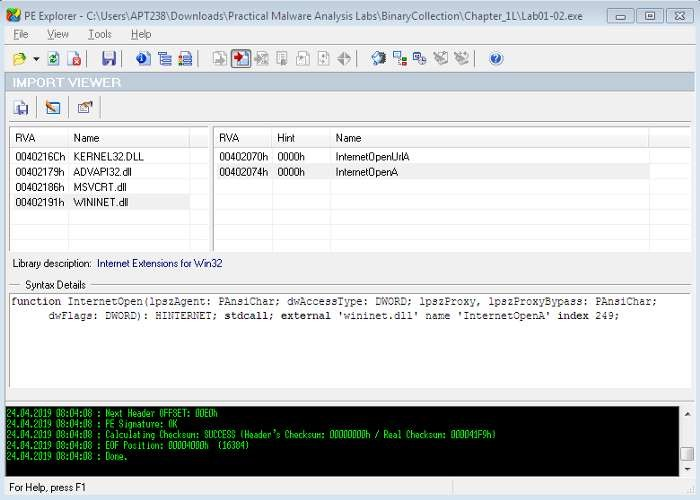 PE Explorer - C:\Users\APT238\Downloads\Practical Malware Analysis Labs\BinaryCollection\Chapter_1L\Lab01-02.exe
File View Tools Help
IMPORT VIEWER
RVA Name RVA Hint Name
0040216Ch KERNEL32.DLL 00402070h 0000h InternetOpenUrlA
00402179h ADVAPI32.dll 00402074h 0000h InternetOpenA
00402186h MSVCRT.dll
00402191h WININET.dll
Library description: Internet Extensions for Win32
Syntax Details
function InternetOpen(lpszAgent: PAnsiChar; dwAccessType: DWORD; lpszProxy, lpszProxyBypass: PAnsiChar;
dwFlags: DWORD): HINTERNET; stdcall; external 'wininet.dll' name 'InternetOpenA' index 249;
24.04.2019 08:04:08 : Next Header OFFSET: 00E0h
24.04.2019 08:04:08 : PE Signature: OK
24.04.2019 08:04:08 : Calculating Checksum: SUCCESS (Header's Checksum: 00000000h / Real Checksum: 000041F9h)
24.04.2019 08:04:08 : EOF Position: 00004000h (16384)
24.04.2019 08:04:08 : Done.
For Help, press F1